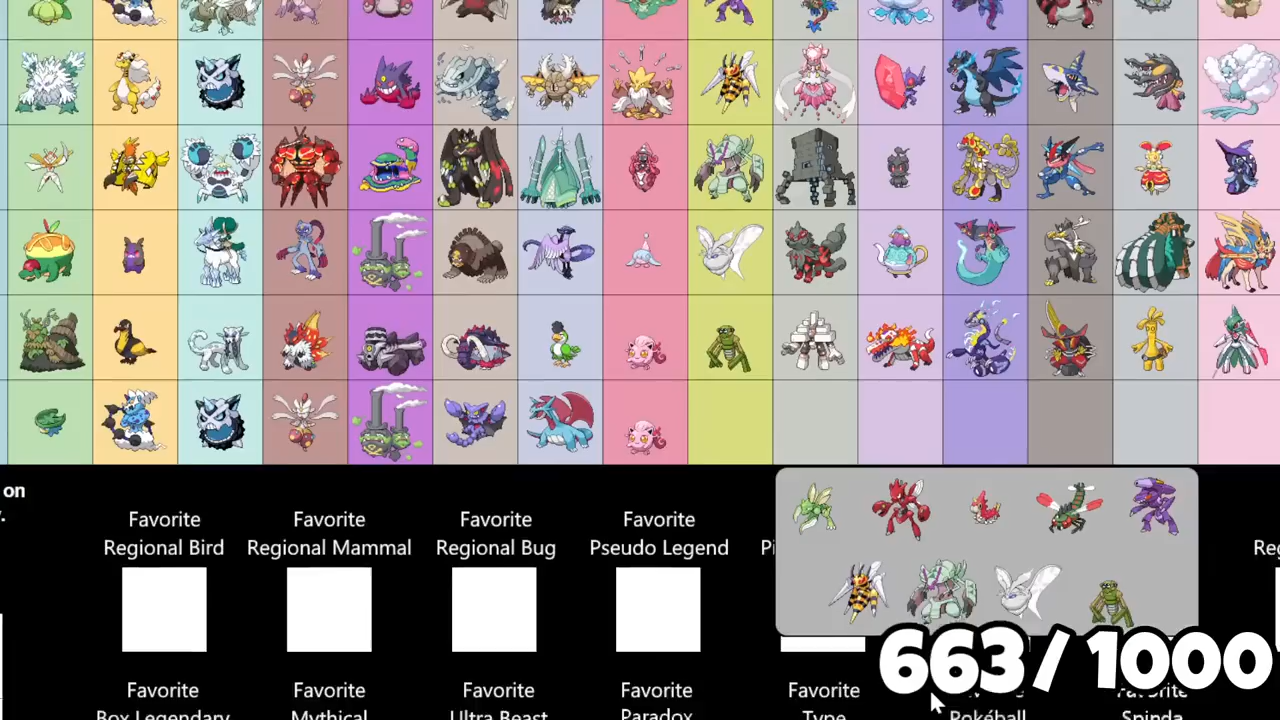 on
.
Favorite
Regional Bird
Favorite
Regional Mammal
Favorite
Regional Bug
Favorite
Pseudo Legend
Pi
Reg
663/1000
Favorite
Box Legendary
Favorite
Mythical
Favorite
Ultra Beast
Favorite
Paradox
Favorite
Type
Pokéball
Favorite
Spinda